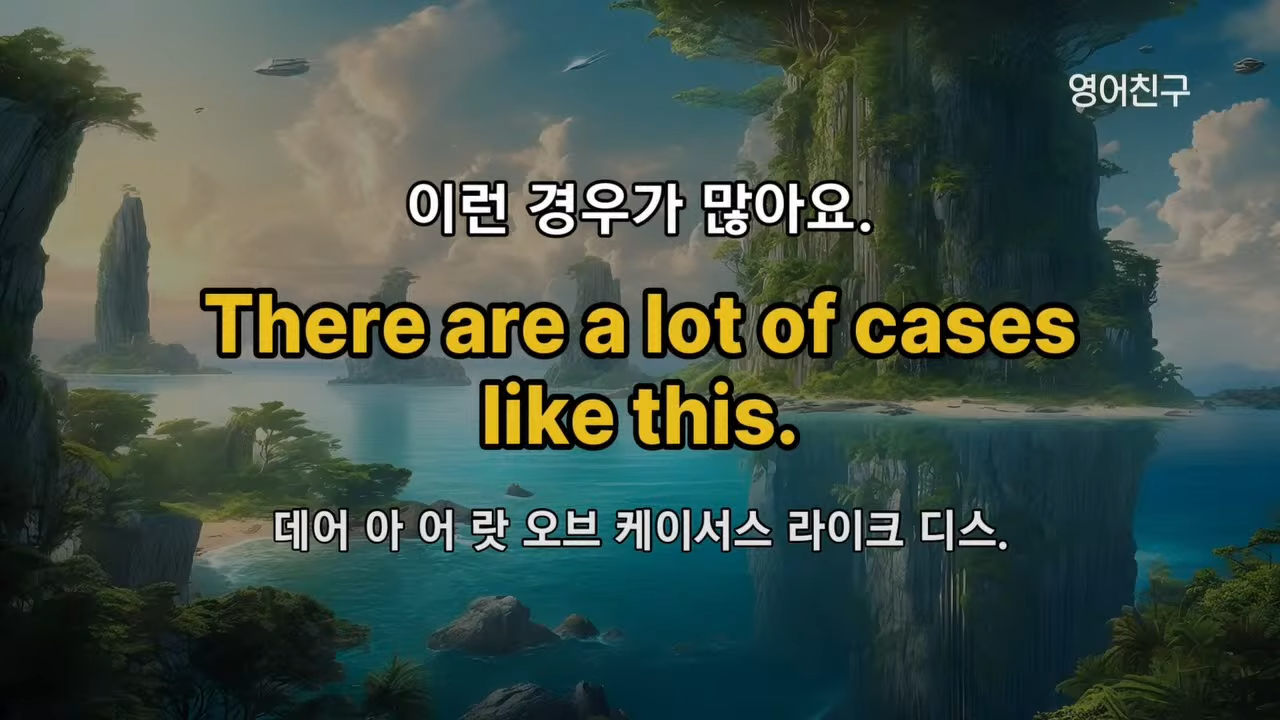 영어친구
이런 경우가 많아요.
There are a lot of cases
like this.
데어 아 어 랏 오브 케이서스 라이크 디스.